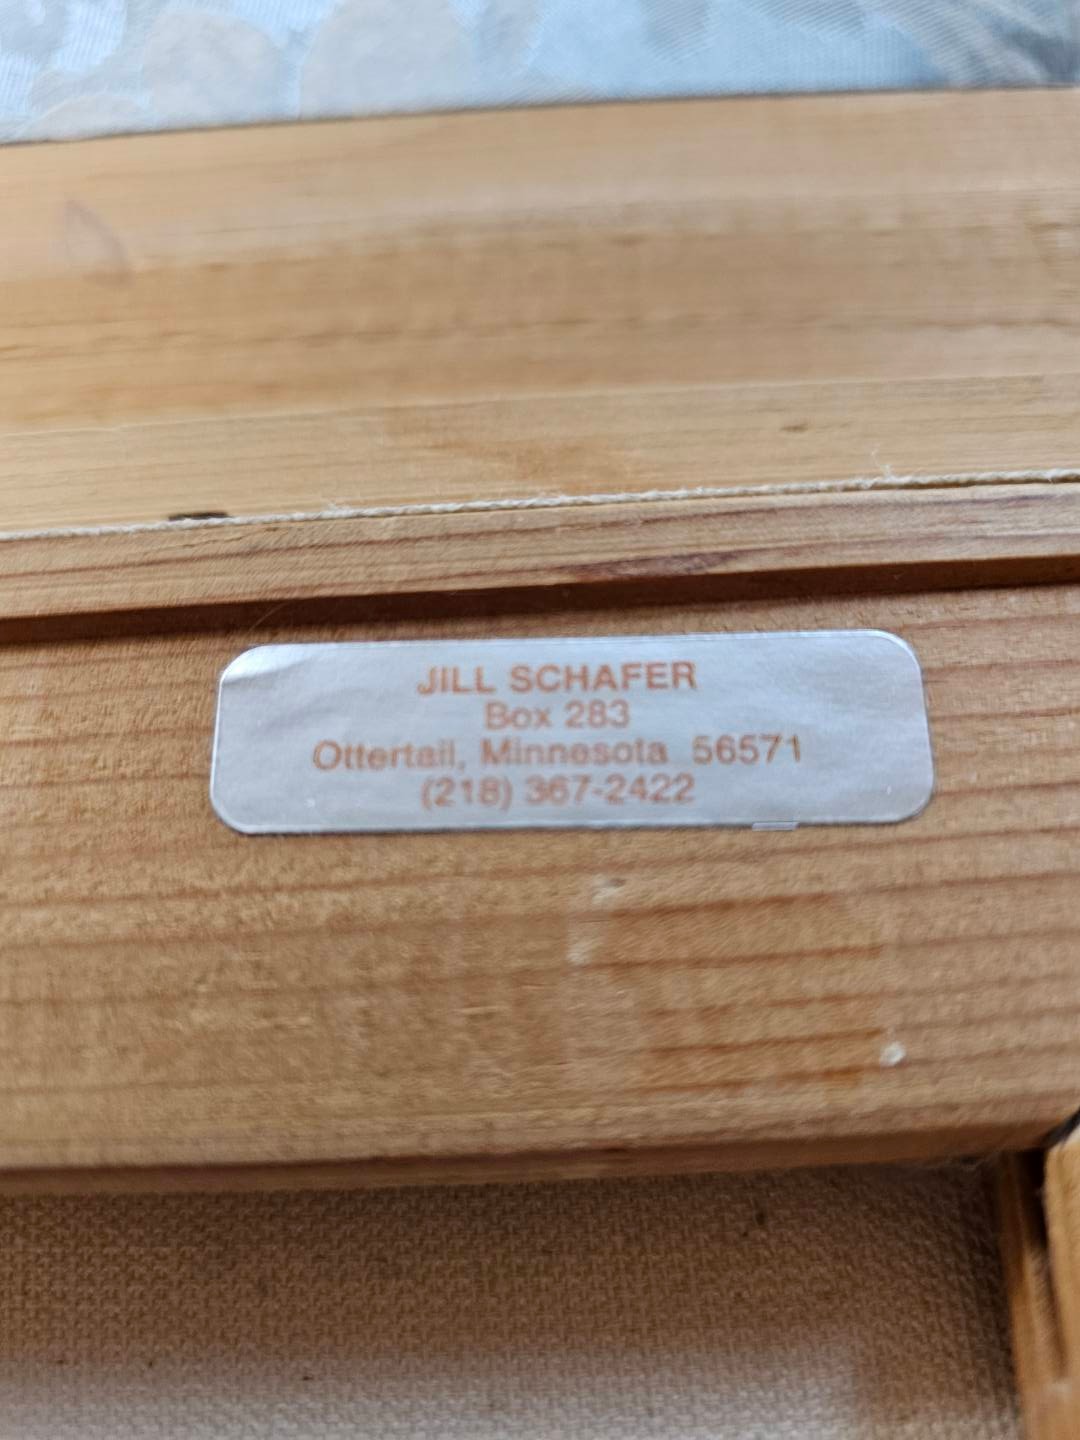 JILL SCHAFER
Box 283
Ottertail, Minnesota 56571
(218) 367-2422